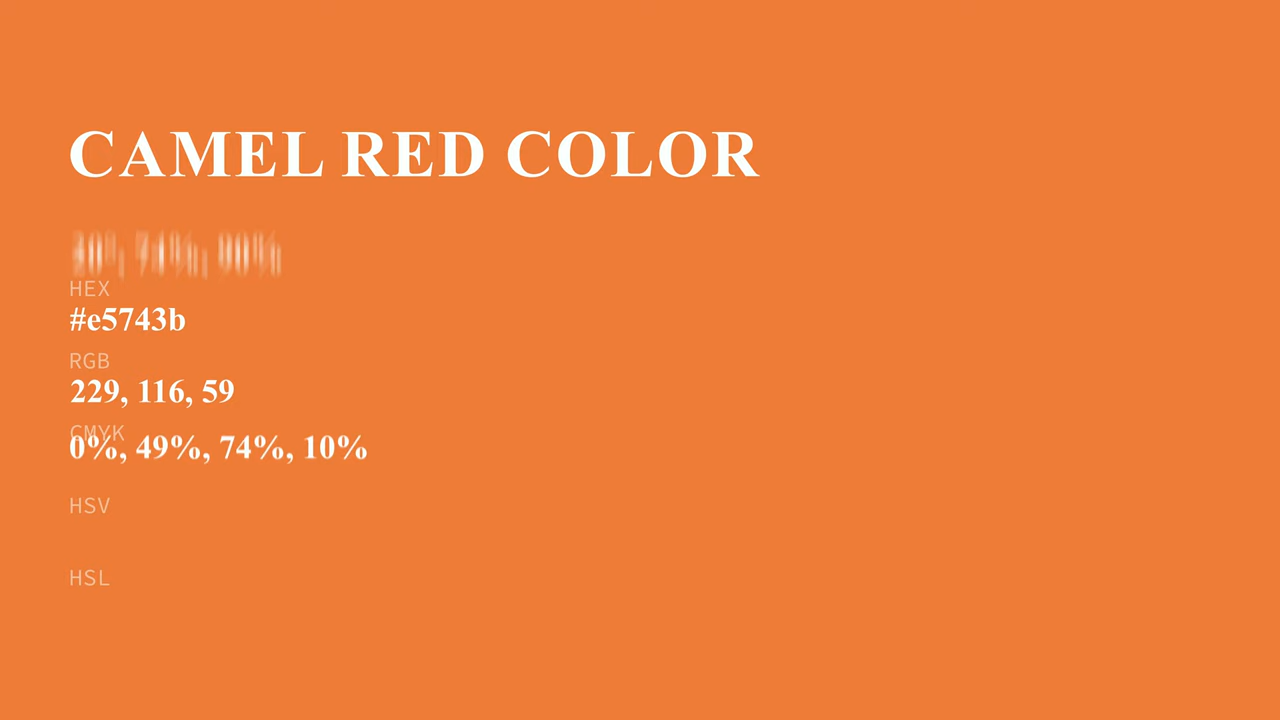 CAMEL RED COLOR
HEX
#e5743b
RGB
229, 116, 59
CMYK
0%, 49%, 74%, 10%
HSV
HSL